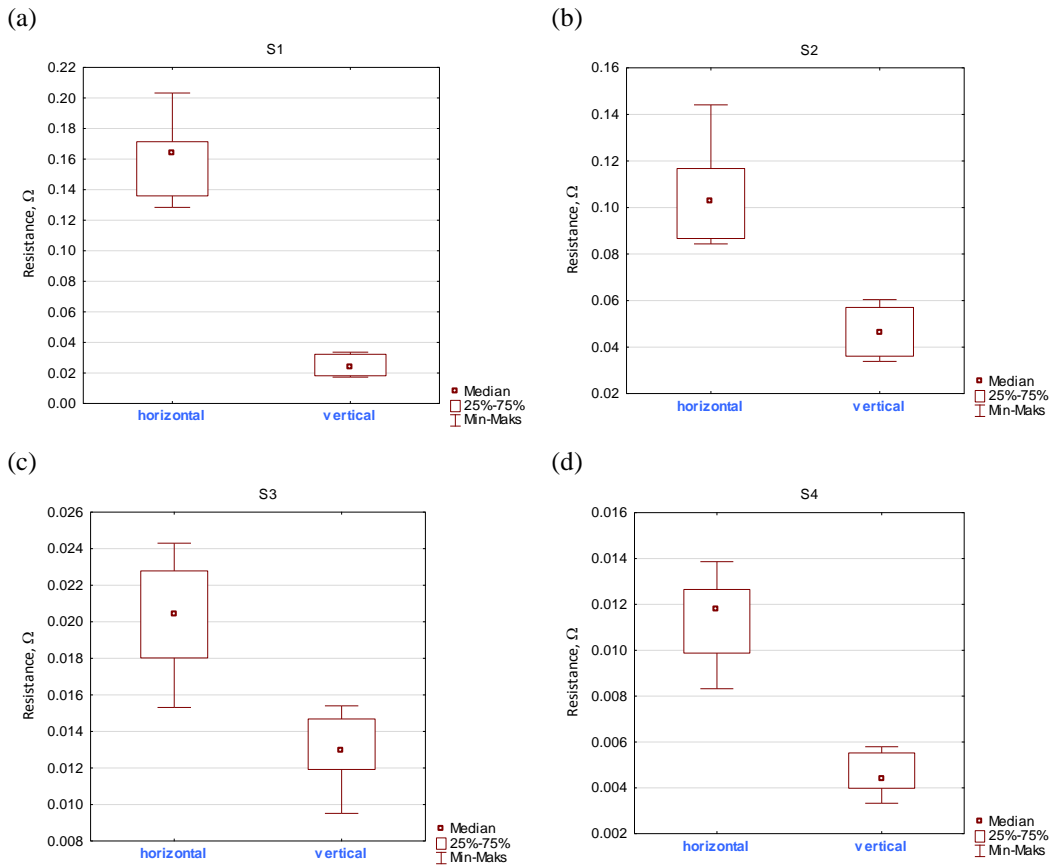 (a)
S1
Resistance, Ω
0.22
0.20
0.18
0.16
0.14
0.12
0.10
0.08
0.06
0.04
0.02
0.00
horizontal
vertical
Median
25%-75%
Min-Maks
(b)
S2
Resistance, Ω
0.16
0.14
0.12
0.10
0.08
0.06
0.04
0.02
horizontal
vertical
Median
25%-75%
Min-Maks
(c)
S3
Resistance, Ω
0.026
0.024
0.022
0.020
0.018
0.016
0.014
0.012
0.010
0.008
horizontal
vertical
Median
25%-75%
Min-Maks
(d)
S4
Resistance, Ω
0.016
0.014
0.012
0.010
0.008
0.006
0.004
0.002
horizontal
vertical
Median
25%-75%
Min-Maks